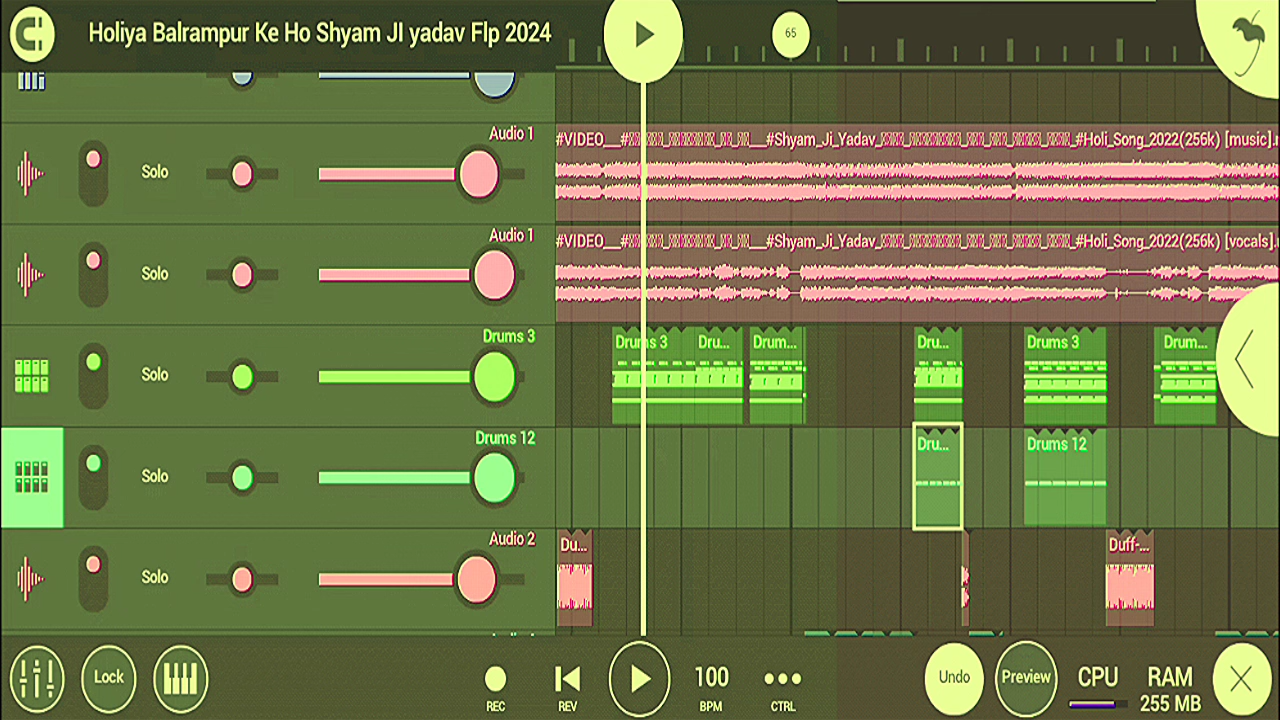 Holiya Balrampur Ke Ho Shyam JI yadav Flp 2024
65
Audio 1
Solo
#VIDEO__# #Shyam_Ji_Yadav_ #Holi_Song_2022(256k) [music].
Audio 1
Solo
#VIDEO__# #Shyam_Ji_Yadav_ #Holi_Song_2022(256k) [vocals].
Drums 3
Solo
Drums 3 Dru... Drum... Dru... Drums 3 Drum...
Drums 12
Solo
Dru... Drums 12
Audio 2
Solo
Du... Duff-...
Lock
REC
REV
100
BPM
CTRL
Undo
Preview
CPU
RAM
255 MB